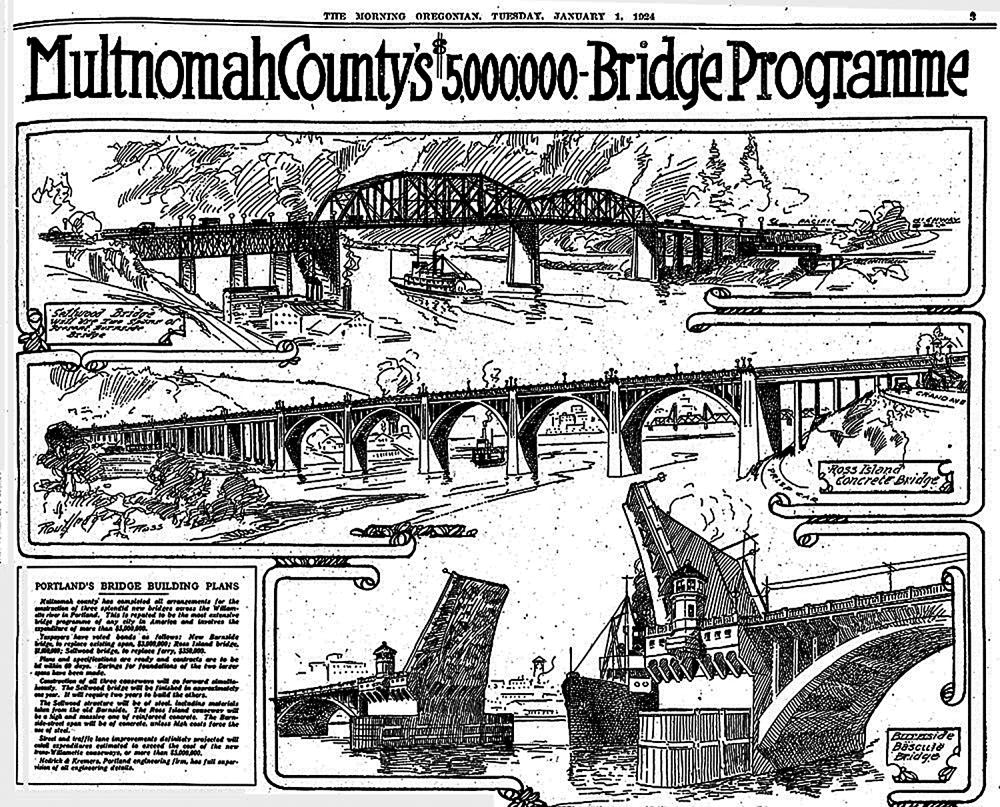 THE MORNING OREGONIAN, TUESDAY, JANUARY 1, 1924
3
Multnomah County's $5,000,000.- Bridge Programme
PACIFIC HIGHWAY
Sellwood Bridge
Will Use Two Spans of
Present Burnside
Bridge
GRAND AVE
Ross Island
Concrete Bridge
Ross
PORTLAND'S BRIDGE BUILDING PLANS
Multnomah county has completed all arrangements for the
construction of three splendid new bridges across the Willam-
ette river in Portland. This is reputed to be the most extensive
bridge programme of any city in America and involves the
expenditure of more than $5,000,000.
Taxpayers have voted bonds as follows: New Burnside
bridge, to replace existing span, $3,000,000; Ross Island bridge,
$1,600,000; Sellwood bridge, to replace ferry, $350,000.
Plans and specifications are ready and contracts are to be
let within 60 days. Borings for foundations of the two larger
spans have been made.
Construction of all three causeways will go forward simulta-
neously. The Sellwood bridge will be finished in approximately
one year. It will require two years to build the others.
The Sellwood structure will be of steel, including materials
taken from the old Burnside. The Ross Island causeway will
be a high and massive one of reinforced concrete. The Burn-
side-street span will be of concrete, unless high costs force the
use of steel.
Street and traffic lane improvements definitely projected will
entail expenditures estimated to exceed the cost of the new
trans-Willamette causeways, or more than $5,000,000.
Hedrick & Kremers, Portland engineering firm, has full super-
vision of all engineering details.
Burnside
Bascule
Bridge